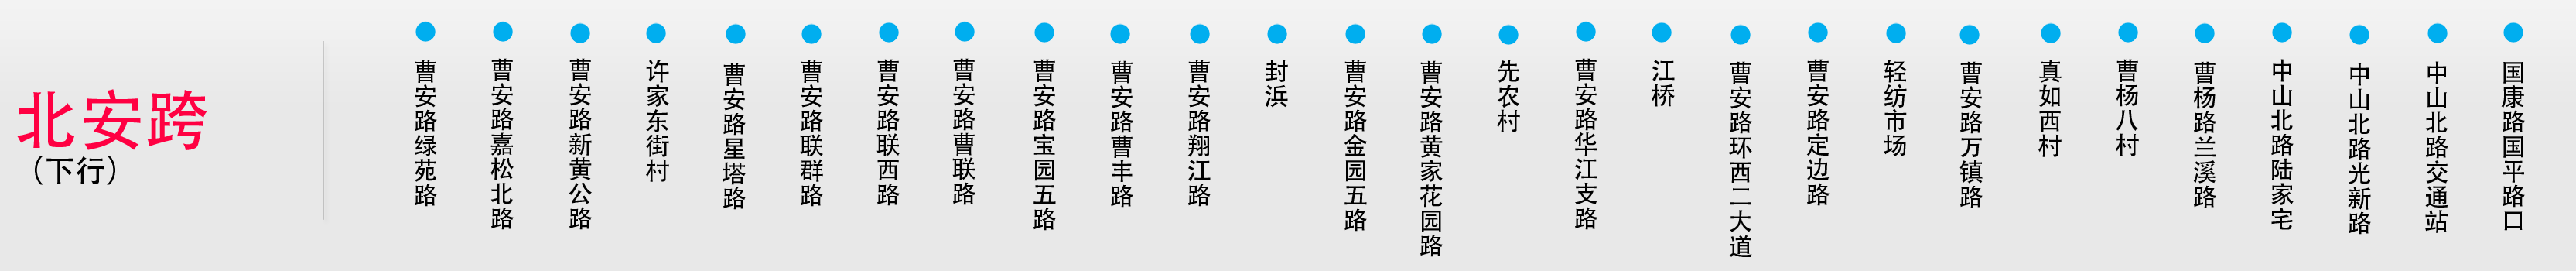 北安跨
（下行）
曹安路绿苑路
曹安路嘉松北路
曹安路新黄公路
许家东街村
曹安路星塔路
曹安路联群路
曹安路联西路
曹安路曹联路
曹安路宝园五路
曹安路曹丰路
曹安路翔江路
封浜
曹安路金园五路
曹安路黄家花园路
先农村
曹安路华江支路
江桥
曹安路环西二大道
曹安路定边路
轻纺市场
曹安路万镇路
真如西村
曹杨八村
曹杨路兰溪路
中山北路陆家宅
中山北路光新路
中山北路交通站
国康路国平路口